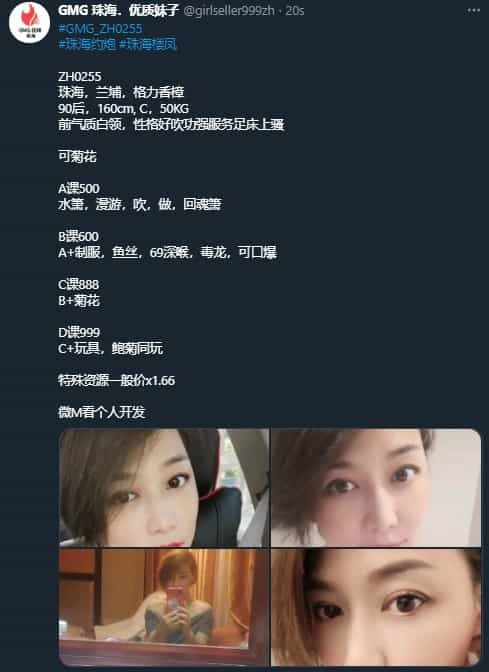 GMG 珠海.优质妹子 @girlseller999zh · 20s
GMG 找妹
珠海
#GMG_ZH0255
#珠海约炮 #珠海楼凤
ZH0255
珠海，兰埔，格力香樟
90后，160cm, C，50KG
前气质白领，性格好吹功强服务足床上骚
可菊花
A课500
水箫，漫游，吹，做，回魂箫
B课600
A+制服，鱼丝，69深喉，毒龙，可口爆
C课888
B+菊花
D课999
C+玩具，鲍菊同玩
特殊资源一般价x1.66
微M看个人开发